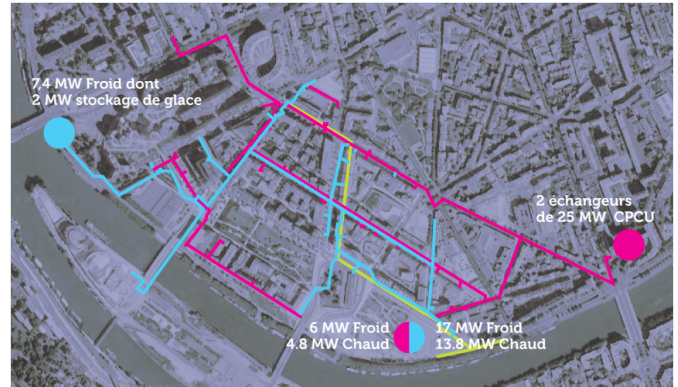 7,4 MW Froid dont
2 MW stockage de glace
2 échangeurs
de 25 MW CPCU
6 MW Froid
4.8 MW Chaud
17 MW Froid
13.8 MW Chaud